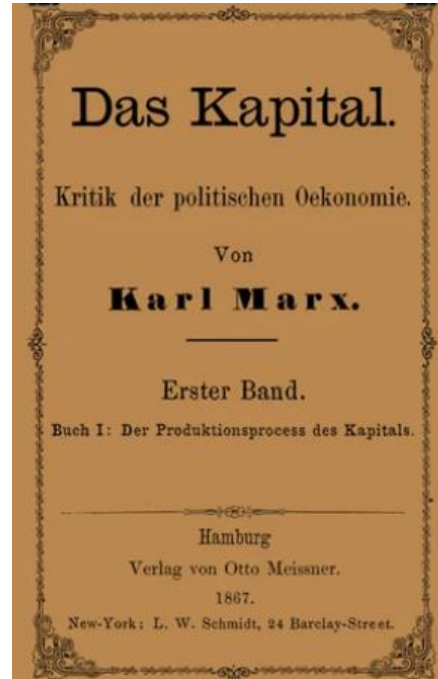 Das Kapital.
Kritik der politischen Oekonomie.
Von
Karl Marx.
Erster Band.
Buch I: Der Produktionsprocess des Kapitals.
Hamburg
Verlag von Otto Meissner.
1867.
New-York: L. W. Schmidt, 24 Barclay-Street.